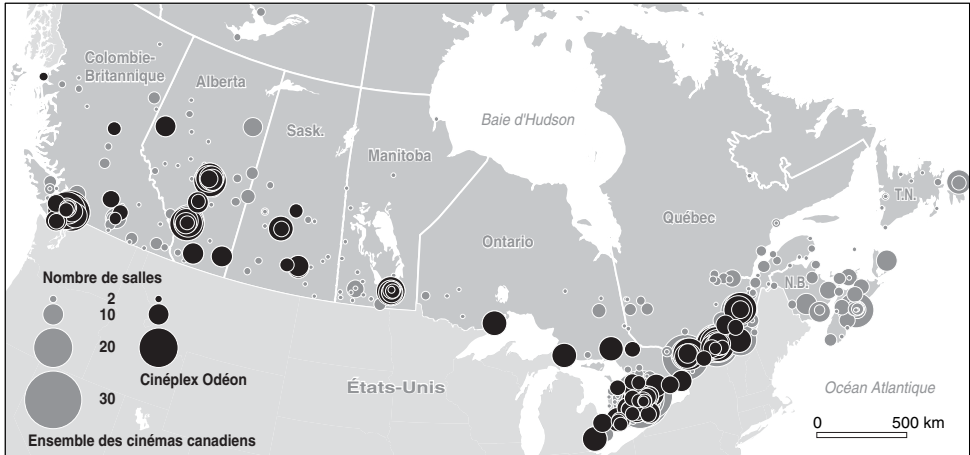 Colombie-
Britannique
Alberta
Sask.
Manitoba
Baie d'Hudson
Ontario
Québec
T.N.
N.B.
Nombre de salles
2
10
20
30
Cinéplex Odéon
Ensemble des cinémas canadiens
États-Unis
Océan Atlantique
0 500 km